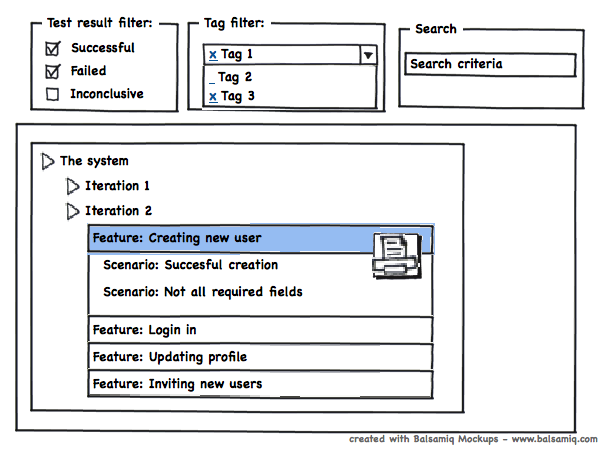 Test result filter:
Successful
Failed
Inconclusive
Tag filter:
x Tag 1
_ Tag 2
x Tag 3
Search
Search criteria
The system
Iteration 1
Iteration 2
Feature: Creating new user
Scenario: Succesful creation
Scenario: Not all required fields
Feature: Login in
Feature: Updating profile
Feature: Inviting new users
created with Balsamiq Mockups - www.balsamiq.com